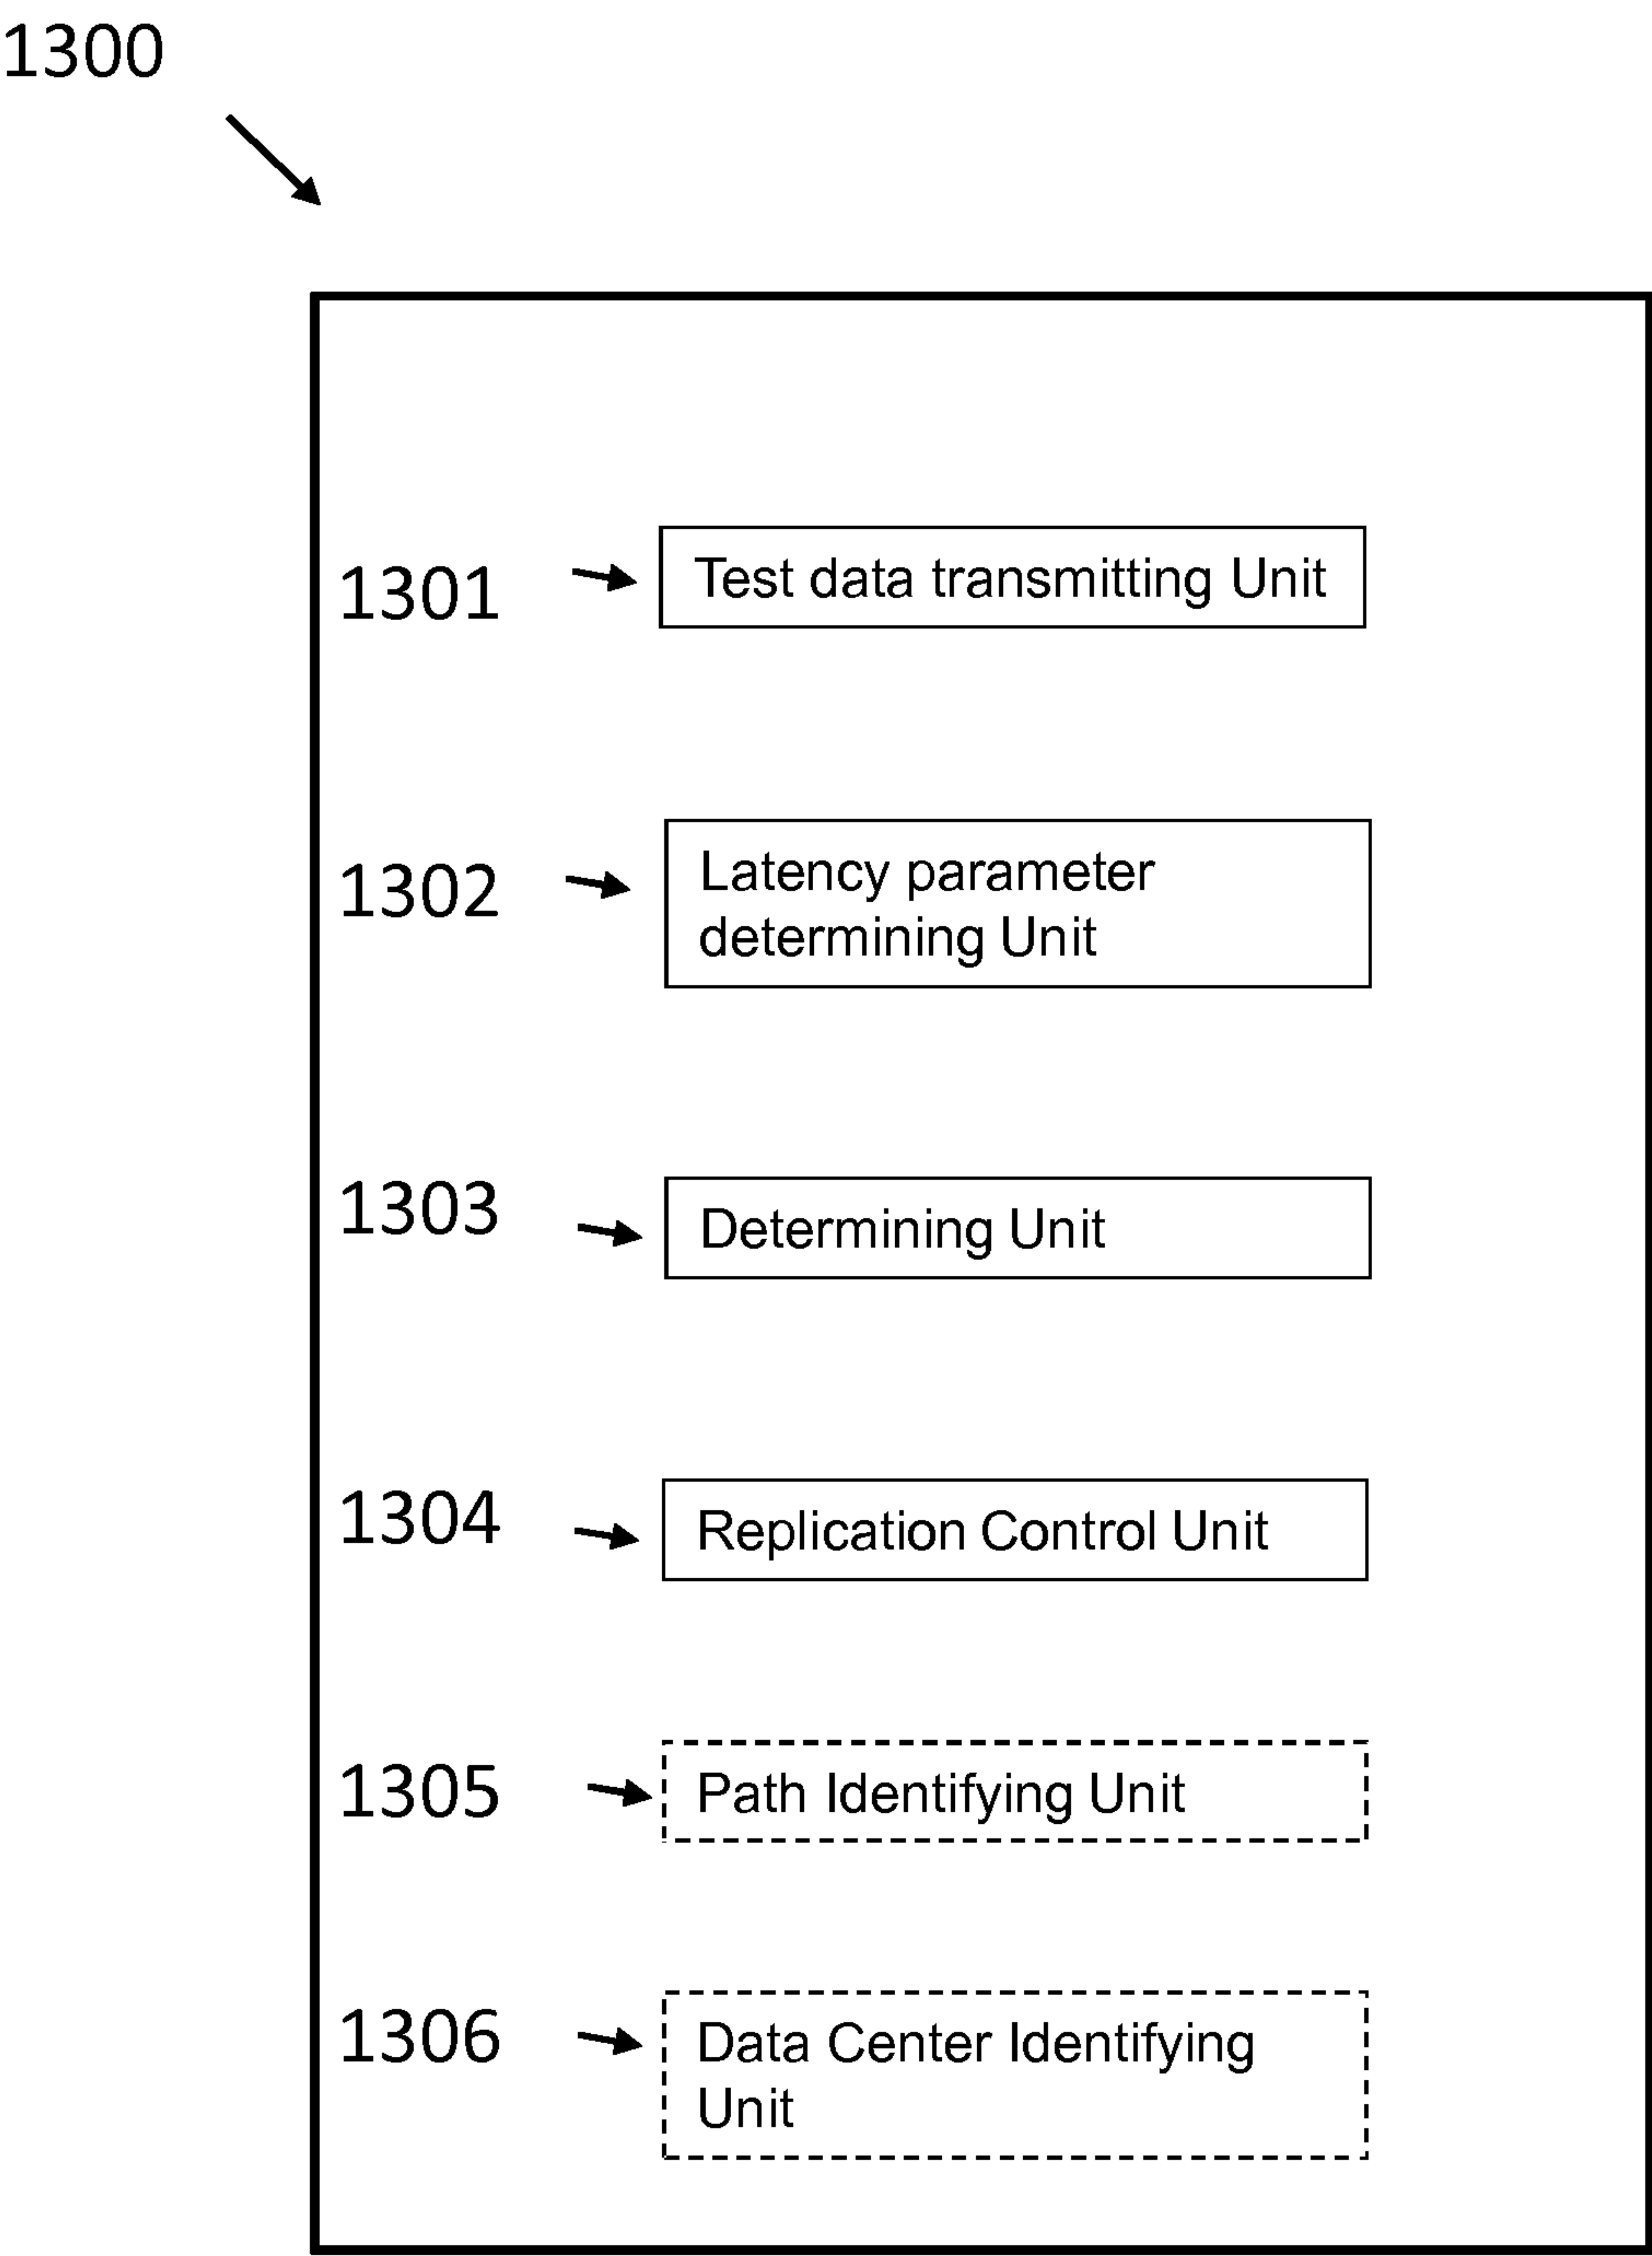 1300
1301
Test data transmitting Unit
1302
Latency parameter
determining Unit
1303
Determining Unit
1304
Replication Control Unit
1305
Path Identifying Unit
1306
Data Center Identifying
Unit